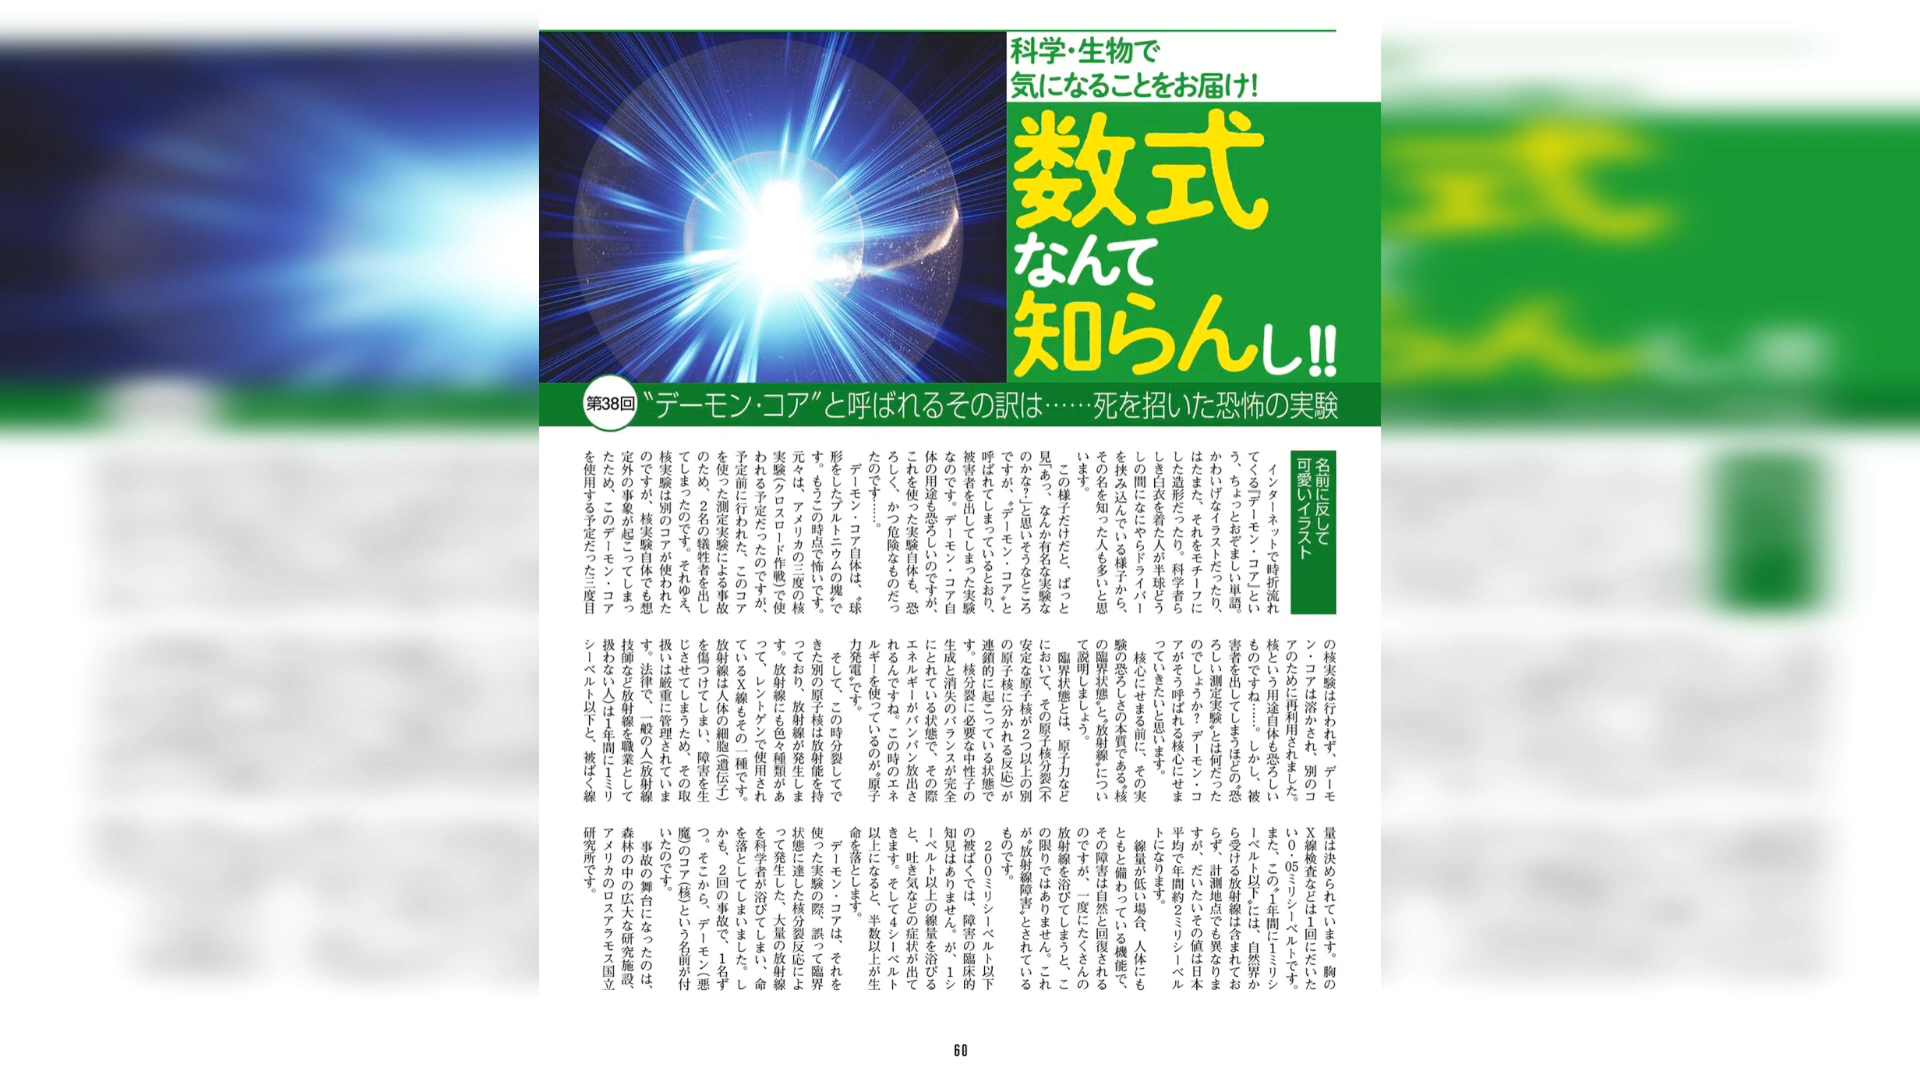 科学・生物で
気になることをお届け!
数式
なんて
知らんし!!
第38回
〝デーモン・コア〟と呼ばれるその訳は……死を招いた恐怖の実験
名前に反して
可愛いイラスト
インターネットで時折流れ
てくる『デーモン・コア』とい
う、ちょっとおぞましい単語。
かわいげなイラストだったり、
はたまた、それをモチーフに
した造形だったり。科学者ら
しき白衣を着た人が半球どう
しの間になにやらドライバー
を挟み込んでいる様子から、
その名を知った人も多いと思
います。
この様子だけだと、ぱっと
見「あっ、なんか有名な実験な
のかな?」と思いそうなところ
ですが、〝デーモン・コア〟と
呼ばれてしまっているとおり、
被害者を出してしまった実験
なのです。デーモン・コア自
体の用途も恐ろしいのですが、
これを使った実験自体も、恐
ろしく、かつ危険なものだっ
たのです……。
デーモン・コア自体は、〝球
形をしたプルトニウムの塊〟で
す。もうこの時点で怖いです。
元々は、アメリカの三度の核
実験(クロスロード作戦)で使
われる予定だったのですが、
予定前に行われた、このコア
を使った測定実験による事故
のため、2名の犠牲者を出し
てしまったのです。それゆえ、
核実験は別のコアが使われた
のですが、核実験自体でも想
定外の事象が起こってしまっ
たため、このデーモン・コア
を使用する予定だった三度目
の核実験は行われず、デーモ
ン・コアは溶かされ、別のコ
アのために再利用されました。
核という用途自体も恐ろしい
ものですね……。しかし、被
害者を出してしまうほどの〝恐
ろしい測定実験〟とは何だった
のでしょうか? デーモン・コ
アがそう呼ばれる核心にせま
っていきたいと思います。
核心にせまる前に、その実
験の恐ろしさの本質である〝核
の臨界状態〟と〝放射線〟につい
て説明しましょう。
臨界状態とは、原子力など
において、その原子核分裂(不
安定な原子核が2つ以上の別
の原子核に分かれる反応)が
連鎖的に起こっている状態で
す。核分裂に必要な中性子の
生成と消失のバランスが完全
にとれている状態で、その際
エネルギーがバンバン放出さ
れるんですね。この時のエネ
ルギーを使っているのが〝原子
力発電〟です。
そして、この時分裂してで
きた別の原子核は放射能を持
っており、放射線が発生しま
す。放射線にも色々種類があ
って、レントゲンで使用され
ているX線もその一種です。
放射線は人体の細胞(遺伝子)
を傷つけてしまい、障害を生
じさせてしまうため、その取
扱いは厳重に管理されていま
す。法律で、一般の人(放射線
技師など放射線を職業として
扱わない人)は1年間に1ミリ
シーベルト以下と、被ばく線
量は決められています。胸の
X線検査などは1回にだいた
い0・05ミリシーベルトです。
また、この〝1年間に1ミリシ
ーベルト以下〟には、自然界か
ら受ける放射線は含まれてお
らず、計測地点でも異なりま
すが、だいたいその値は日本
平均で年間約2ミリシーベル
トになります。
線量が低い場合、人体にも
ともと備わっている機能で、
その障害は自然と回復される
のですが、一度にたくさんの
放射線を浴びてしまうと、こ
の限りではありません。これ
が〝放射線障害〟とされている
ものです。
200ミリシーベルト以下
の被ばくでは、障害の臨床的
知見はありません。が、1シ
ーベルト以上の線量を浴びる
と、吐き気などの症状が出て
きます。そして4シーベルト
以上になると、半数以上が生
命を落とします。
デーモン・コアは、それを
使った実験の際、誤って臨界
状態に達した核分裂反応によ
って発生した、大量の放射線
を科学者が浴びてしまい、命
を落としてしまいました。し
かも、2回の事故で、1名ず
つ。そこから、デーモン(悪
魔)のコア(核)という名前が付
いたのです。
事故の舞台になったのは、
森林の中の広大な研究施設、
アメリカのロスアラモス国立
研究所です。
60